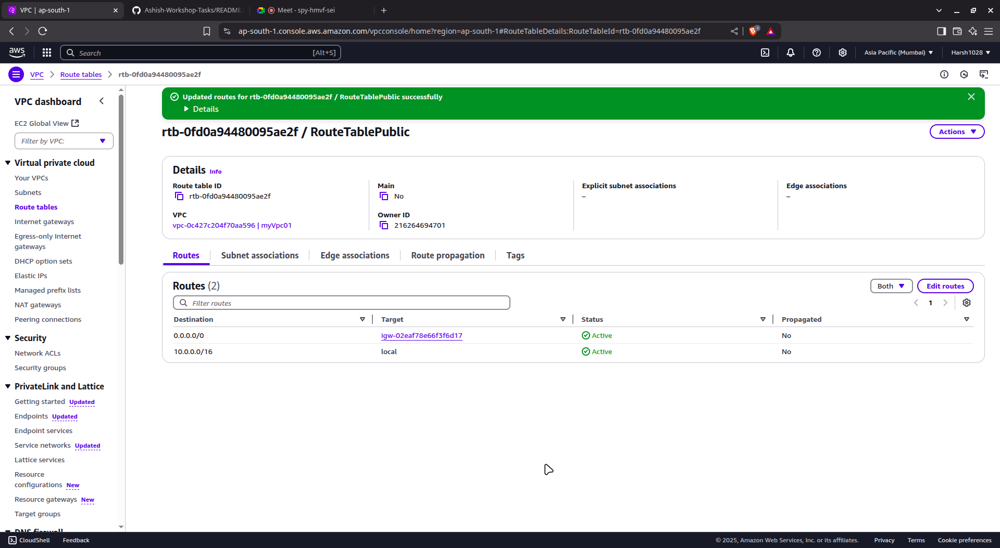 VPC | ap-south-1
Ashish-Workshop-Tasks/README.
Meet - spy-hmvf-sei
ap-south-1.console.aws.amazon.com/vpcconsole/home?region=ap-south-1#RouteTableDetails:RouteTableId=rtb-0fd0a94480095ae2f
3
aws
Search
[Alt+S]
Asia Pacific (Mumbai)
Harsh1028
VPC
Route tables
rtb-0fd0a94480095ae2f
VPC dashboard
EC2 Global View
Filter by VPC:
Virtual private cloud
Your VPCs
Subnets
Route tables
Internet gateways
Egress-only Internet
gateways
DHCP option sets
Elastic IPs
Managed prefix lists
NAT gateways
Peering connections
Security
Network ACLs
Security groups
PrivateLink and Lattice
Getting started Updated
Endpoints Updated
Endpoint services
Service networks Updated
Lattice services
Resource
configurations New
Resource gateways New
Target groups
DNS firewall
Updated routes for rtb-0fd0a94480095ae2f / RouteTablePublic successfully
Details
rtb-0fd0a94480095ae2f / RouteTablePublic
Actions
Details Info
Route table ID
rtb-0fd0a94480095ae2f
Main
No
Explicit subnet associations
–
Edge associations
–
VPC
vpc-0c427c204f70aa596 | myVpc01
Owner ID
216264694701
Routes
Subnet associations
Edge associations
Route propagation
Tags
Routes (2)
Both
Edit routes
Filter routes
1
Destination Target Status Propagated
0.0.0.0/0 igw-02eaf78e66f3f6d17 Active No
10.0.0.0/16 local Active No
CloudShell
Feedback
© 2025, Amazon Web Services, Inc. or its affiliates.
Privacy
Terms
Cookie preferences